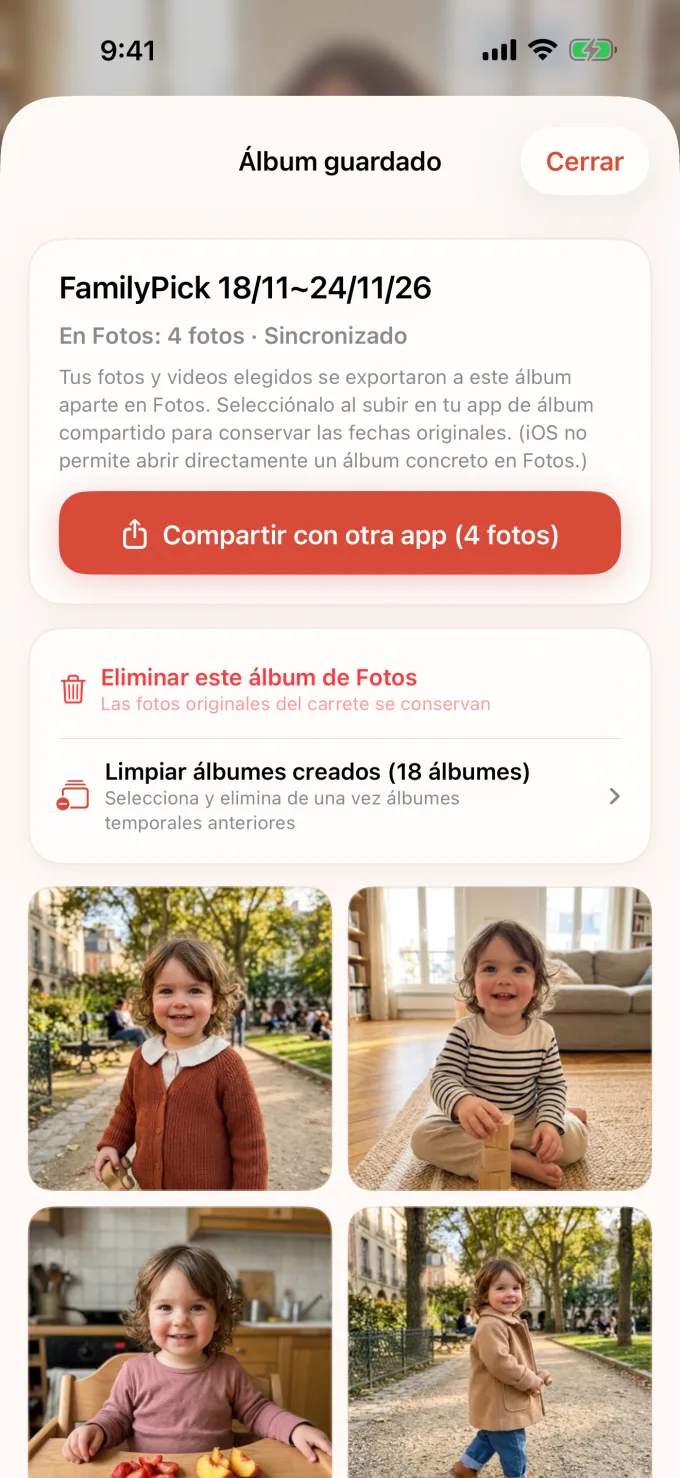 9:41
Álbum guardado
Cerrar
FamilyPick 18/11~24/11/26
En Fotos: 4 fotos · Sincronizado
Tus fotos y videos elegidos se exportaron a este álbum
aparte en Fotos. Selecciónalo al subir en tu app de álbum
compartido para conservar las fechas originales. (iOS no
permite abrir directamente un álbum concreto en Fotos.)
Compartir con otra app (4 fotos)
Eliminar este álbum de Fotos
Las fotos originales del carrete se conservan
Limpiar álbumes creados (18 álbumes)
Selecciona y elimina de una vez álbumes
temporales anteriores